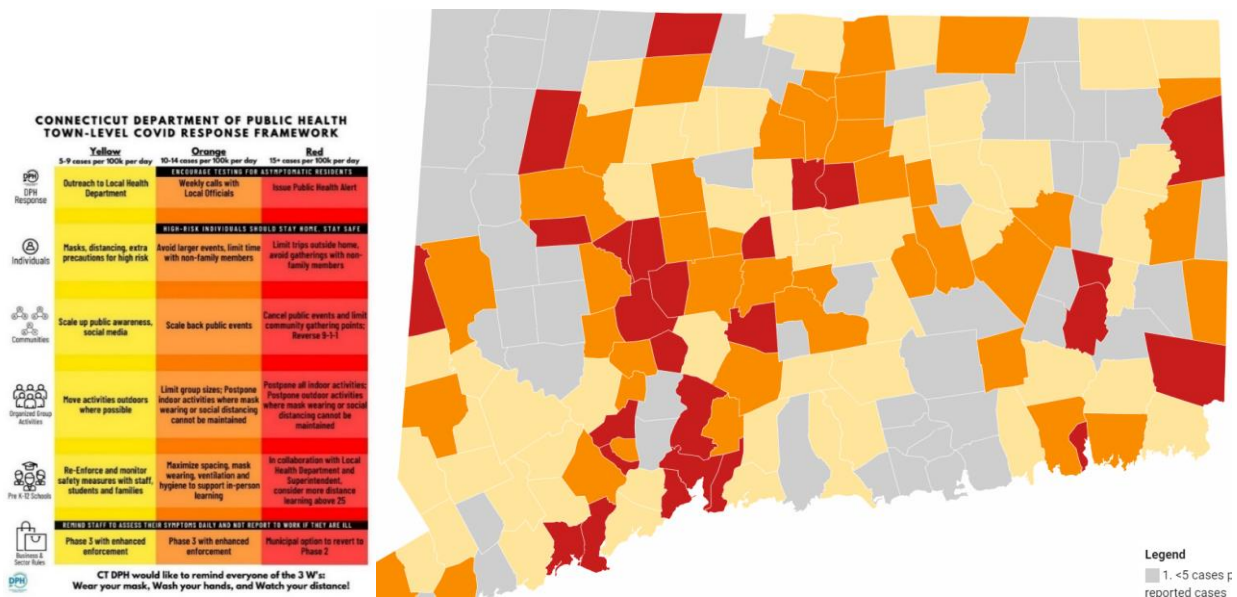 CONNECTICUT DEPARTMENT OF PUBLIC HEALTH
TOWN-LEVEL COVID RESPONSE FRAMEWORK
Yellow
5-9 cases per 100k per day
Orange
10-14 cases per 100k per day
Red
15+ cases per 100k per day
ENCOURAGE TESTING FOR ASYMPTOMATIC RESIDENTS
DPH
DPH
Response
Outreach to Local Health
Department
Weekly calls with
Local Officials
Issue Public Health Alert
HIGH-RISK INDIVIDUALS SHOULD STAY HOME, STAY SAFE
Individuals
Masks, distancing, extra
precautions for high risk
Avoid larger events, limit time
with non-family members
Limit trips outside home,
avoid gatherings with non-
family members
Communities
Scale up public awareness,
social media
Scale back public events
Cancel public events and limit
community gathering points;
Reverse 9-1-1
Organized Group
Activities
Move activities outdoors
where possible
Limit group sizes; Postpone
indoor activities where mask
wearing or social distancing
cannot be maintained
Postpone all indoor activities;
Postpone outdoor activities
where mask wearing or social
distancing cannot be
maintained
Pre K-12 Schools
Re-Enforce and monitor
safety measures with staff,
students and families
Maximize spacing, mask
wearing, ventilation and
hygiene to support in-person
learning
In collaboration with Local
Health Department and
Superintendent,
consider more distance
learning above 25
REMIND STAFF TO ASSESS THEIR SYMPTOMS DAILY AND NOT REPORT TO WORK IF THEY ARE ILL
Business &
Sector Rules
Phase 3 with enhanced
enforcement
Phase 3 with enhanced
enforcement
Municipal option to revert to
Phase 2
DPH
CT DPH would like to remind everyone of the 3 W's:
Wear your mask, Wash your hands, and Watch your distance!
Legend
1. <5 cases p
reported cases